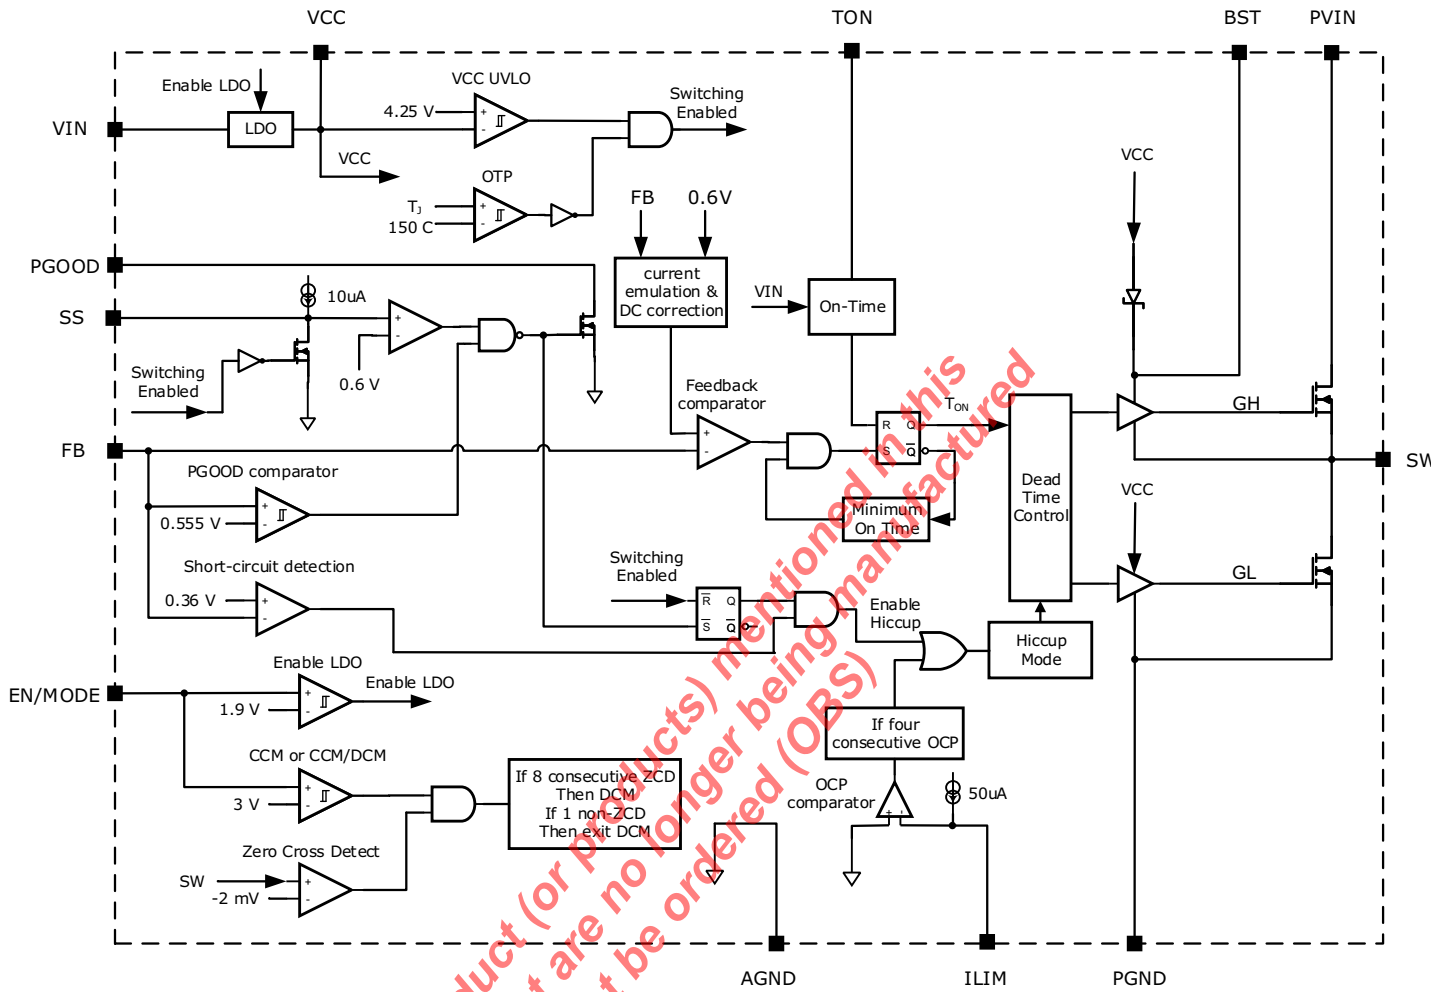 VCC
TON
BST
PVIN
Enable LDO
VCC UVLO
4.25 V
Switching
Enabled
VIN
LDO
VCC
OTP
TJ
150 C
FB
0.6V
VCC
PGOOD
current
emulation &
DC correction
VIN
On-Time
10uA
SS
0.6 V
Switching
Enabled
Feedback
comparator
TON
R
Q
S
Q
GH
FB
SW
PGOOD comparator
0.555 V
Minimum
On Time
Dead
Time
Control
VCC
Short-circuit detection
0.36 V
Switching
Enabled
R
Q
S
Q
Enable
Hiccup
GL
Hiccup
Mode
EN/MODE
Enable LDO
1.9 V
Enable LDO
If four
consecutive OCP
CCM or CCM/DCM
3 V
If 8 consecutive ZCD
Then DCM
If 1 non-ZCD
Then exit DCM
OCP
comparator
50uA
Zero Cross Detect
SW
-2 mV
AGND
ILIM
PGND
duct (or products) mentioned in this
t are no longer being manufactured
t be ordered (OBS)